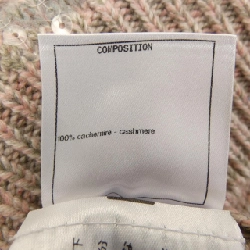 COMPOSITION
100% cachemire - cashmere